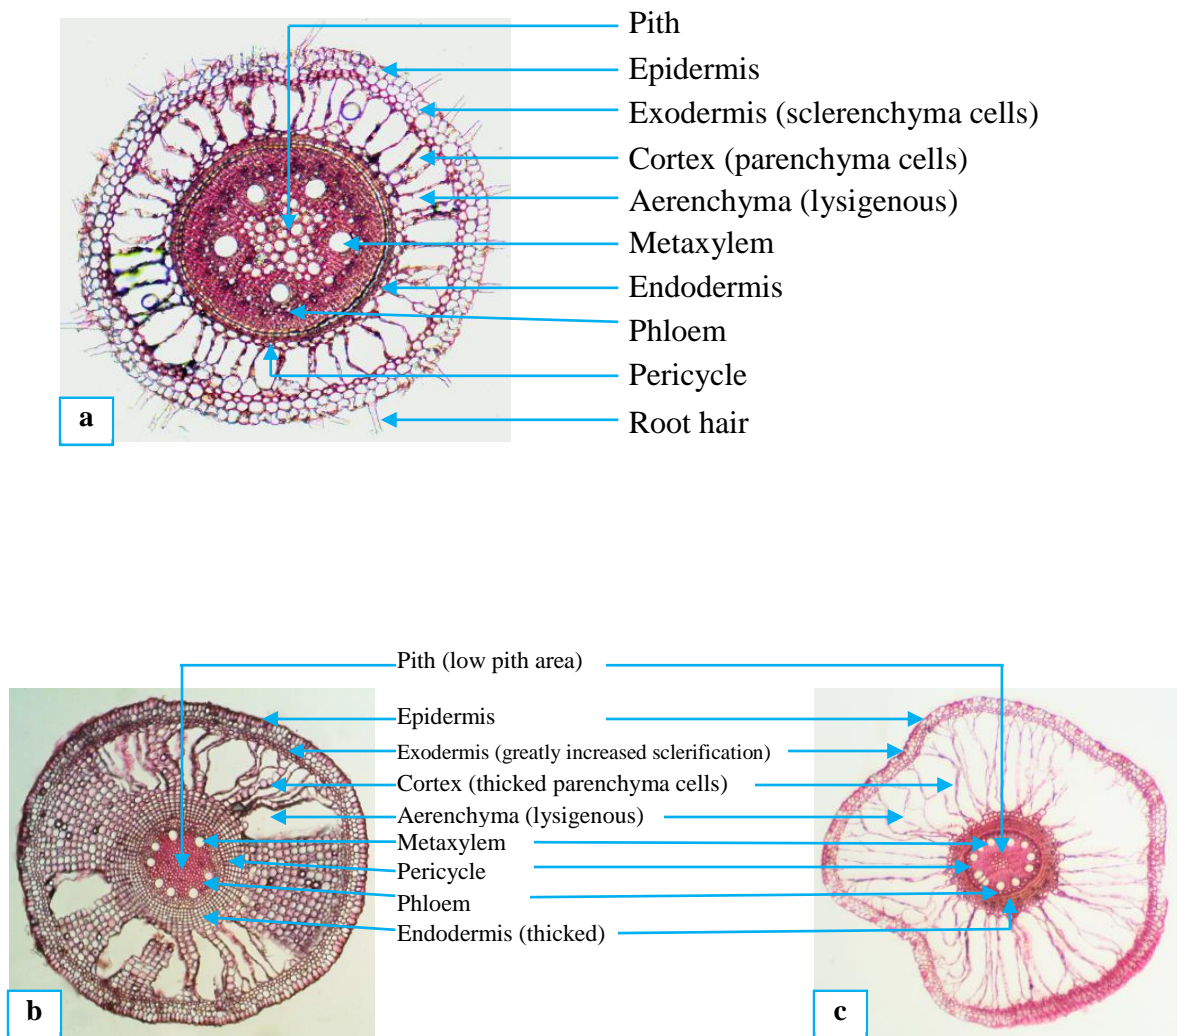 Pith
Epidermis
Exodermis (sclerenchyma cells)
Cortex (parenchyma cells)
Aerenchyma (lysigenous)
Metaxylem
Endodermis
Phloem
Pericycle
Root hair
a
Pith (low pith area)
Epidermis
Exodermis (greatly increased sclerification)
Cortex (thicked parenchyma cells)
Aerenchyma (lysigenous)
Metaxylem
Pericycle
Phloem
Endodermis (thicked)
b
c